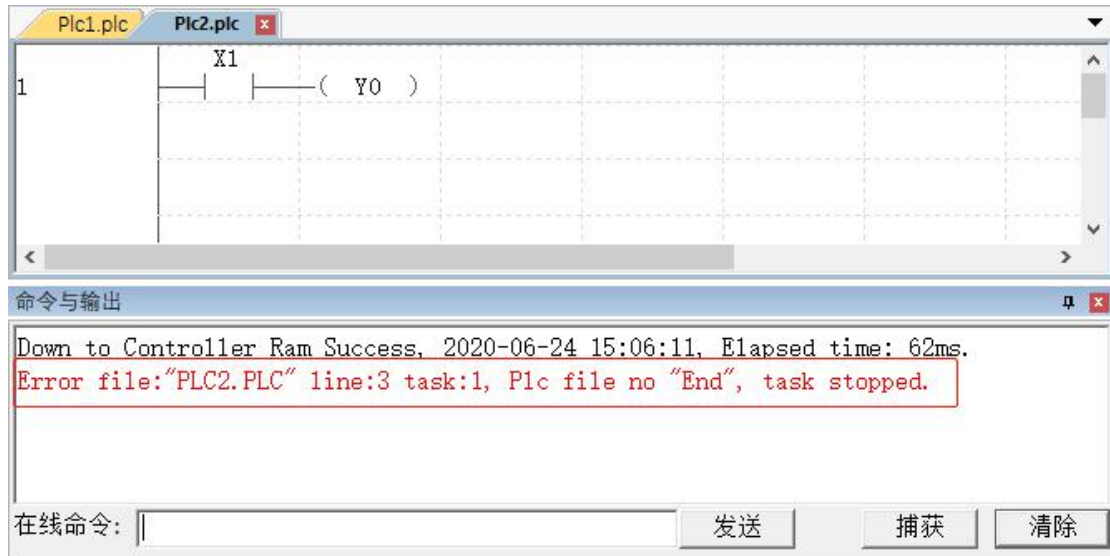 Plc1.plc Plc2.plc
X1
1 ( Y0 )
命令与输出
Down to Controller Ram Success, 2020-06-24 15:06:11, Elapsed time: 62ms.
Error file:"PLC2.PLC" line:3 task:1, Plc file no "End", task stopped.
在线命令: 发送 捕获 清除